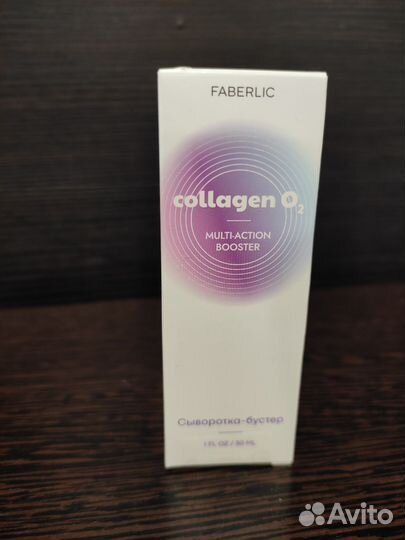 FABERLIC
collagen O₂
MULTI-ACTION
BOOSTER
Сыворотка-бустер
1 FL OZ / 30 ML
Avito